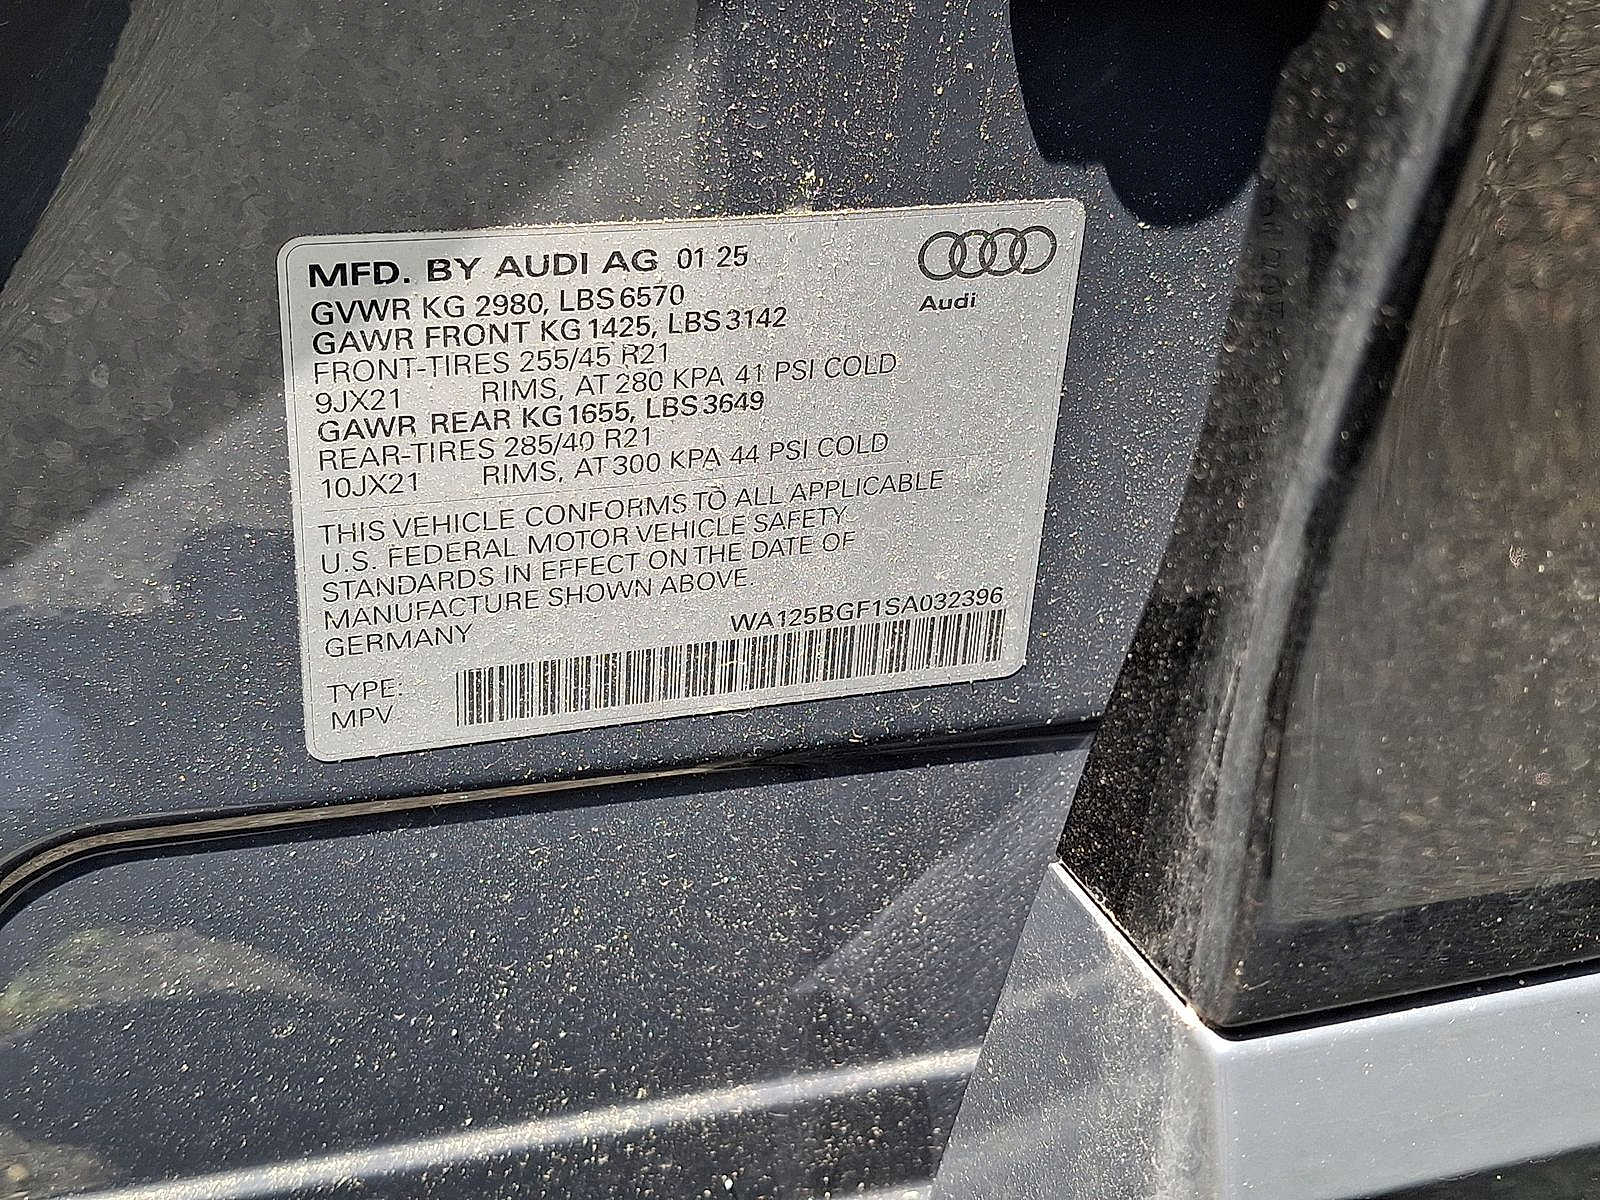 MFD. BY AUDI AG 01 25
GVWR KG 2980, LBS 6570
GAWR FRONT KG 1425, LBS 3142
FRONT-TIRES 255/45 R21
9JX21 RIMS, AT 280 KPA 41 PSI COLD
GAWR REAR KG 1655, LBS 3649
REAR-TIRES 285/40 R21
10JX21 RIMS, AT 300 KPA 44 PSI COLD
Audi
THIS VEHICLE CONFORMS TO ALL APPLICABLE
U.S. FEDERAL MOTOR VEHICLE SAFETY
STANDARDS IN EFFECT ON THE DATE OF
MANUFACTURE SHOWN ABOVE.
GERMANY
WA125BGF1SA032396
TYPE:
MPV